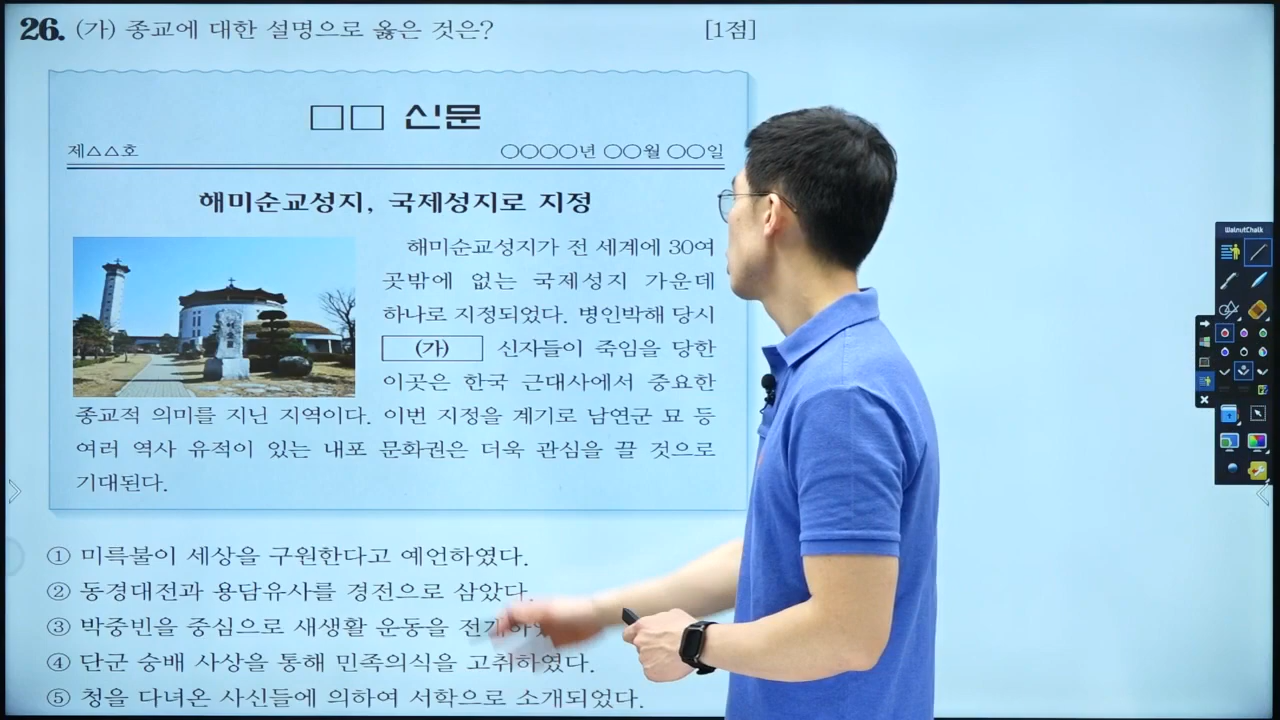 26. (가) 종교에 대한 설명으로 옳은 것은? [1점]
□□ 신문
제△△호 ○○○○년 ○○월 ○○일
해미순교성지, 국제성지로 지정
해미순교성지가 전 세계에 30여
곳밖에 없는 국제성지 가운데
하나로 지정되었다. 병인박해 당시
(가) 신자들이 죽임을 당한
이곳은 한국 근대사에서 중요한
종교적 의미를 지닌 지역이다. 이번 지정을 계기로 남연군 묘 등
여러 역사 유적이 있는 내포 문화권은 더욱 관심을 끌 것으로
기대된다.
① 미륵불이 세상을 구원한다고 예언하였다.
② 동경대전과 용담유사를 경전으로 삼았다.
③ 박중빈을 중심으로 새생활 운동을
④ 단군 숭배 사상을 통해 민족의식을 고취하였다.
⑤ 청을 다녀온 사신들에 의하여 서학으로 소개되었다.
WalnutChalk